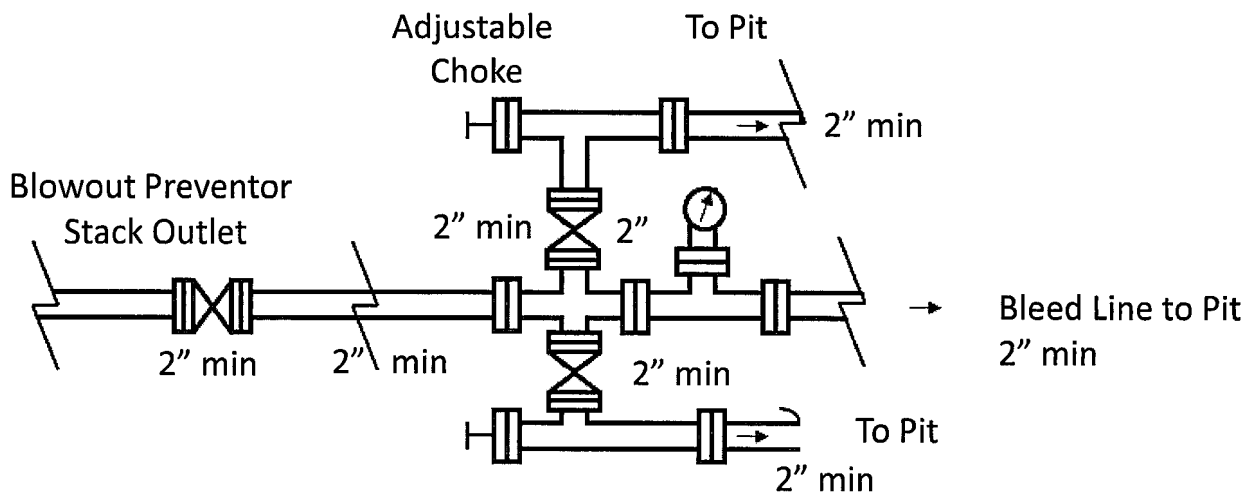 Adjustable
Choke
To Pit
2” min
Blowout Preventor
Stack Outlet
2” min
2”
2” min
2” min
2” min
Bleed Line to Pit
2” min
To Pit
2” min